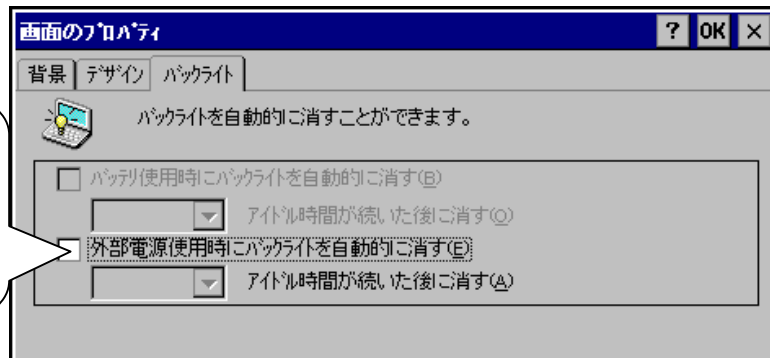 画面のﾌﾟﾛﾊﾟﾃｨ ? OK ×
背景 ﾃﾞｻﾞｲﾝ ﾊﾞｯｸﾗｲﾄ
ﾊﾞｯｸﾗｲﾄを自動的に消すことができます。
ﾊﾞｯﾃﾘ使用時にﾊﾞｯｸﾗｲﾄを自動的に消す(B)
ｱｲﾄﾞﾙ時間が続いた後に消す(O)
外部電源使用時にﾊﾞｯｸﾗｲﾄを自動的に消す(E)
ｱｲﾄﾞﾙ時間が続いた後に消す(A)